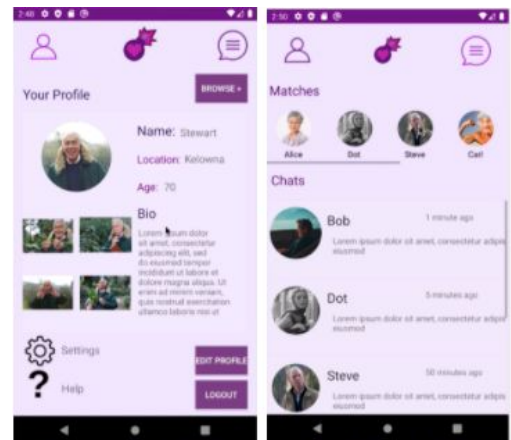 2:48
Your Profile
BROWSE +
Name: Stewart
Location: Kelowna
Age: 70
Bio
Lorem ipsum dolor
sit amet, consectetur
adipiscing elit, sed
do eiusmod tempor
incididunt ut labore et
dolore magna aliqua. Ut
enim ad minim veniam,
quis nostrud exercitation
ullamco laboris nisi ut
Settings
EDIT PROFILE
? Help
LOGOUT
2:50
Matches
Alice
Dot
Steve
Carl
Chats
Bob
1 minute ago
Lorem ipsum dolor sit amet, consectetur adipis
eiusmod
Dot
5 minutes ago
Lorem ipsum dolor sit amet, consectetur adipis
eiusmod
Steve
50 minutes ago
Lorem ipsum dolor sit amet, consectetur adipis
eiusmod